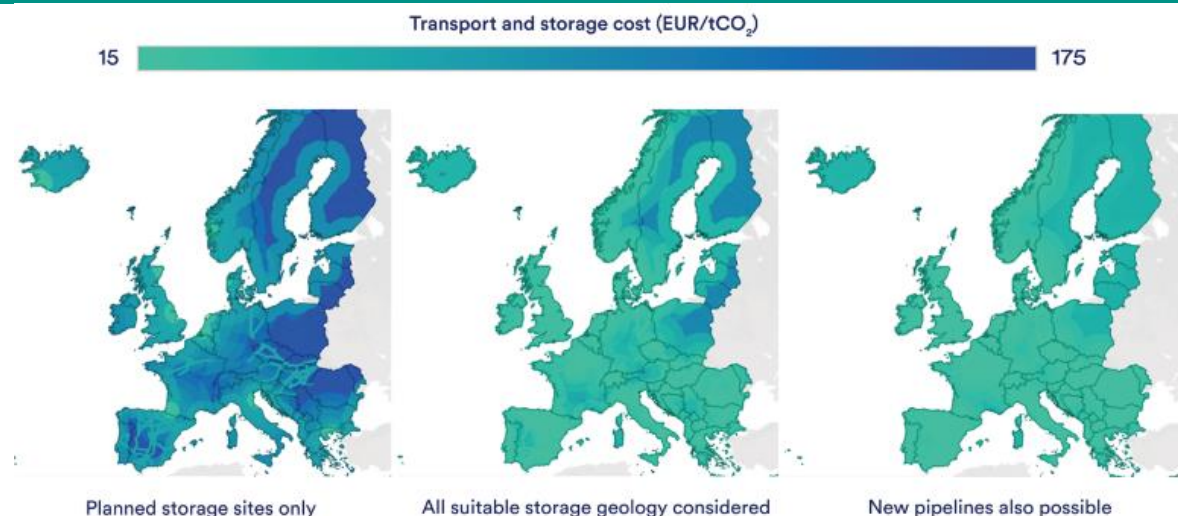 Transport and storage cost (EUR/tCO₂)
15
175
Planned storage sites only
All suitable storage geology considered
New pipelines also possible